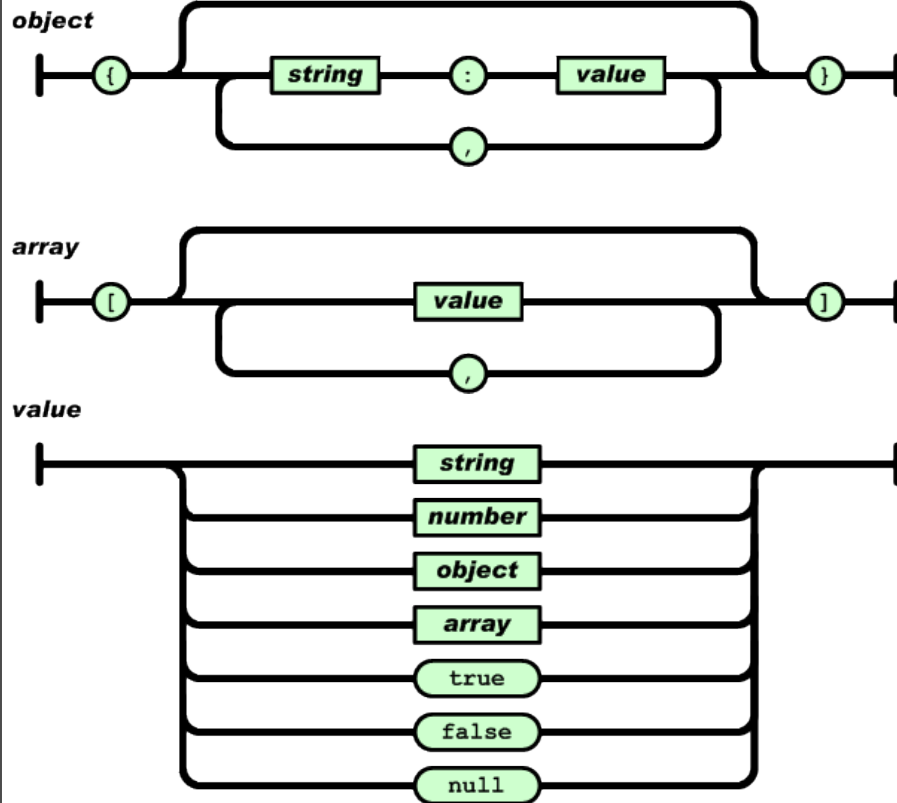 object
{ string : value }
,
array
[ value ]
,
value
string
number
object
array
true
false
null